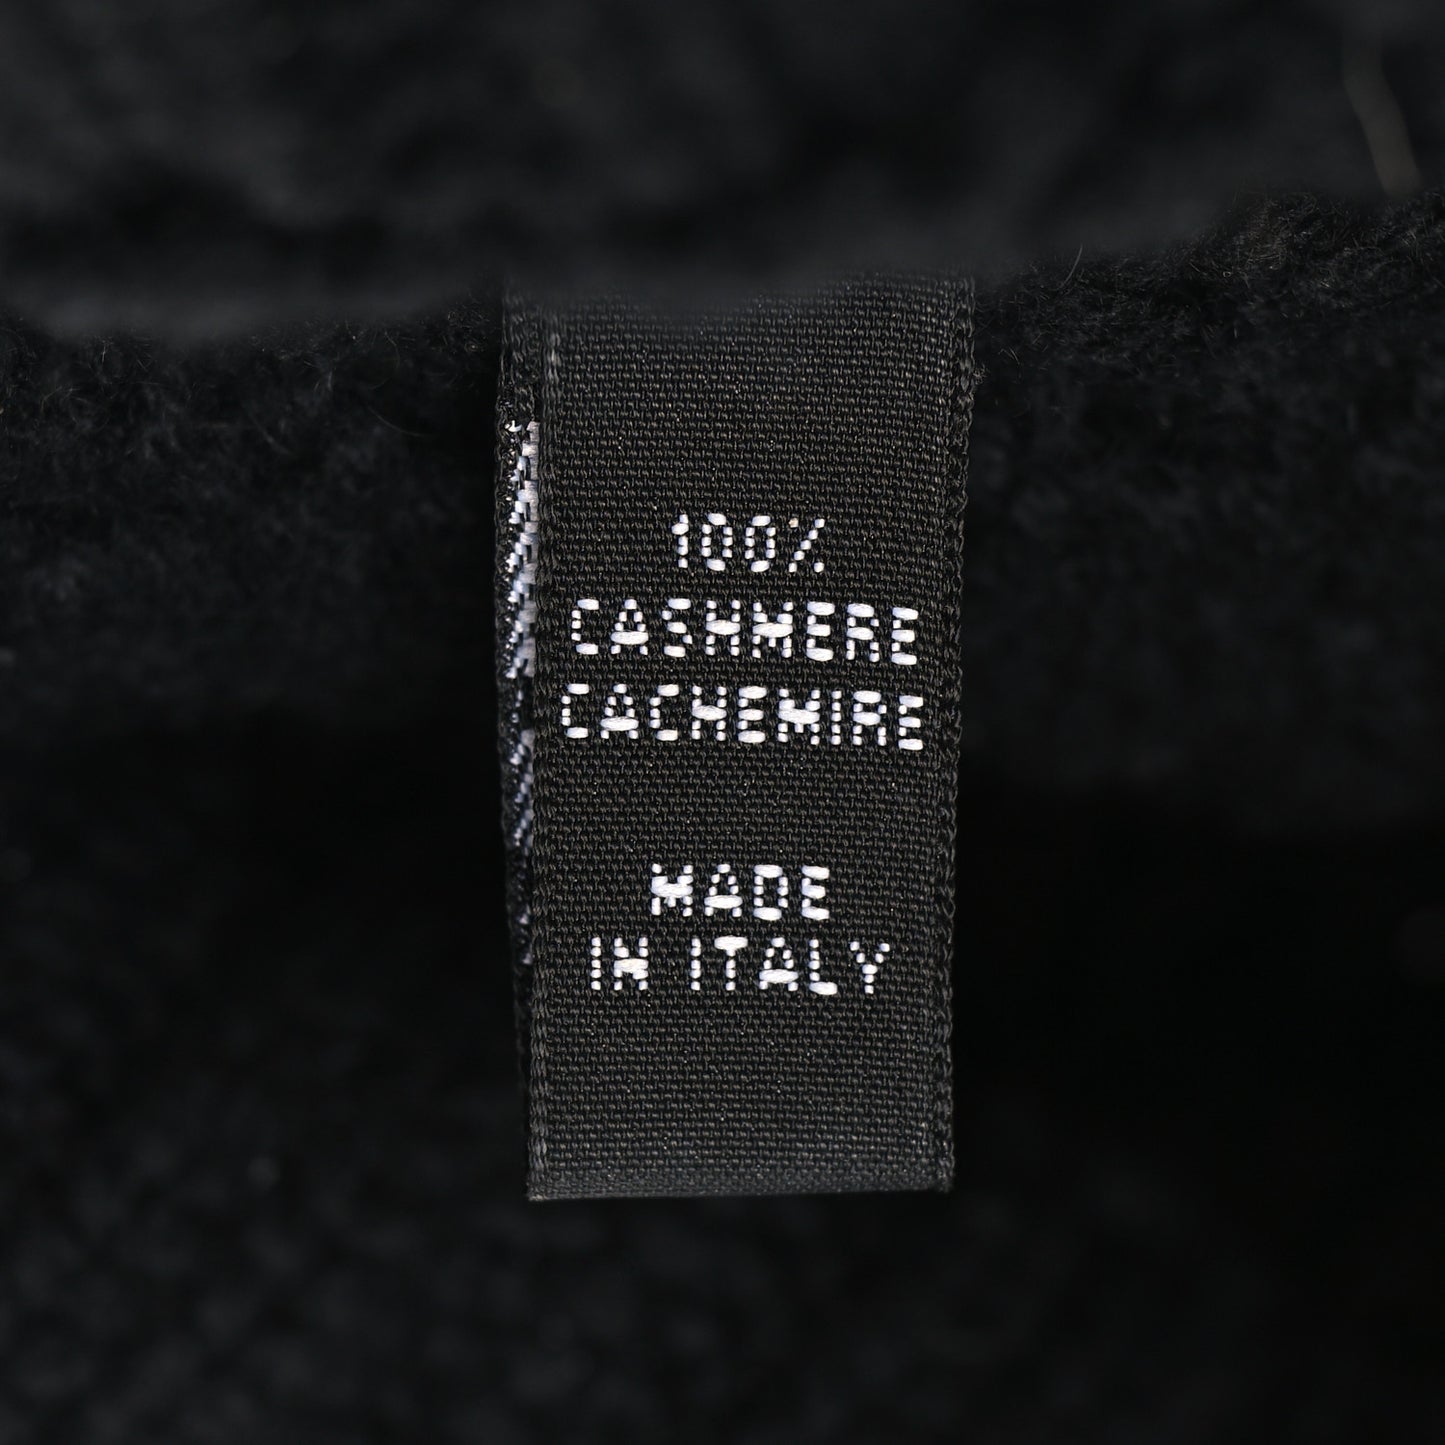 100%
CASHMERE
CACHEMIRE
MADE
IN ITALY